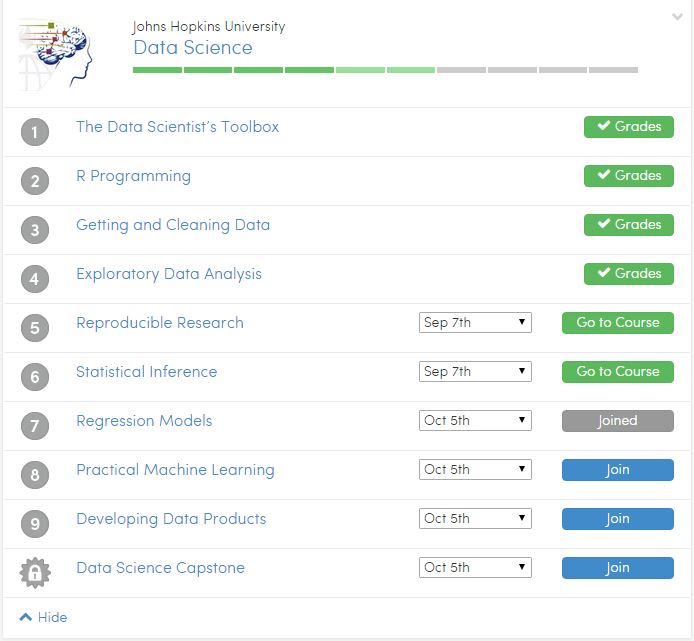 Johns Hopkins University
Data Science
1 The Data Scientist's Toolbox Grades
2 R Programming Grades
3 Getting and Cleaning Data Grades
4 Exploratory Data Analysis Grades
5 Reproducible Research Sep 7th Go to Course
6 Statistical Inference Sep 7th Go to Course
7 Regression Models Oct 5th Joined
8 Practical Machine Learning Oct 5th Join
9 Developing Data Products Oct 5th Join
Data Science Capstone Oct 5th Join
Hide